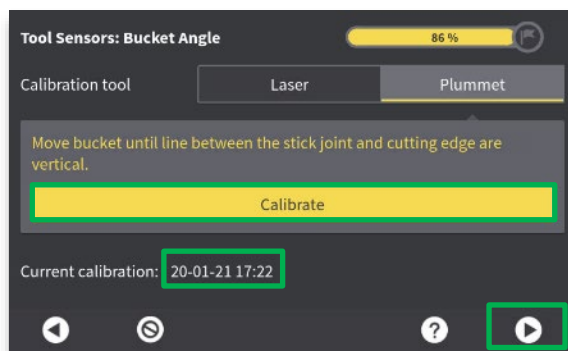 Tool Sensors: Bucket Angle
86 %
Calibration tool
Laser
Plummet
Move bucket until line between the stick joint and cutting edge are
vertical.
Calibrate
Current calibration: 20-01-21 17:22
?